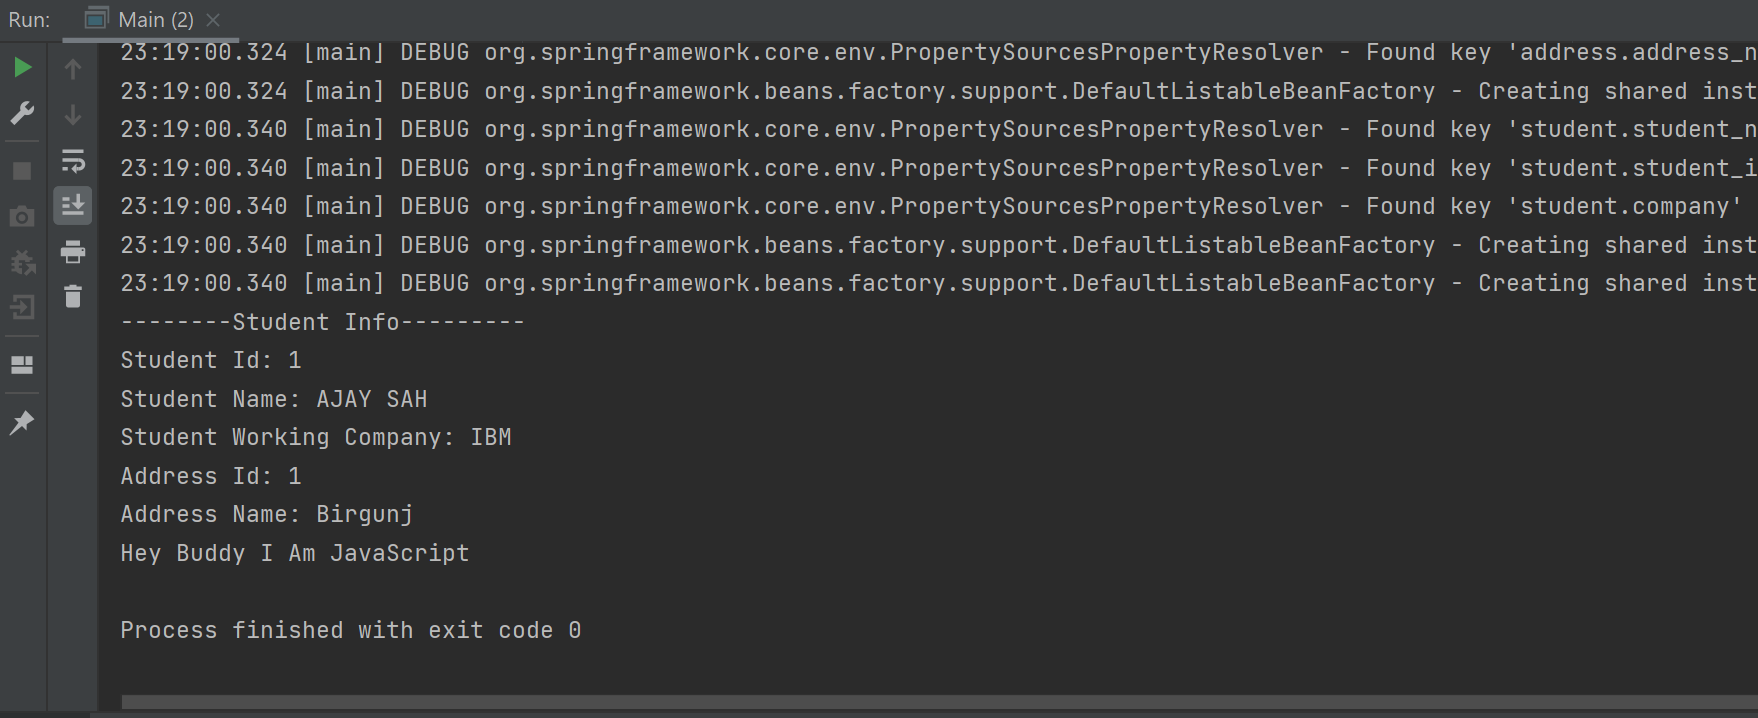 Run: Main (2)
23:19:00.324 [main] DEBUG org.springframework.core.env.PropertySourcesPropertyResolver - Found key 'address.address_n
23:19:00.324 [main] DEBUG org.springframework.beans.factory.support.DefaultListableBeanFactory - Creating shared inst
23:19:00.340 [main] DEBUG org.springframework.core.env.PropertySourcesPropertyResolver - Found key 'student.student_n
23:19:00.340 [main] DEBUG org.springframework.core.env.PropertySourcesPropertyResolver - Found key 'student.student_i
23:19:00.340 [main] DEBUG org.springframework.core.env.PropertySourcesPropertyResolver - Found key 'student.company'
23:19:00.340 [main] DEBUG org.springframework.beans.factory.support.DefaultListableBeanFactory - Creating shared inst
23:19:00.340 [main] DEBUG org.springframework.beans.factory.support.DefaultListableBeanFactory - Creating shared inst
--------Student Info---------
Student Id: 1
Student Name: AJAY SAH
Student Working Company: IBM
Address Id: 1
Address Name: Birgunj
Hey Buddy I Am JavaScript
Process finished with exit code 0